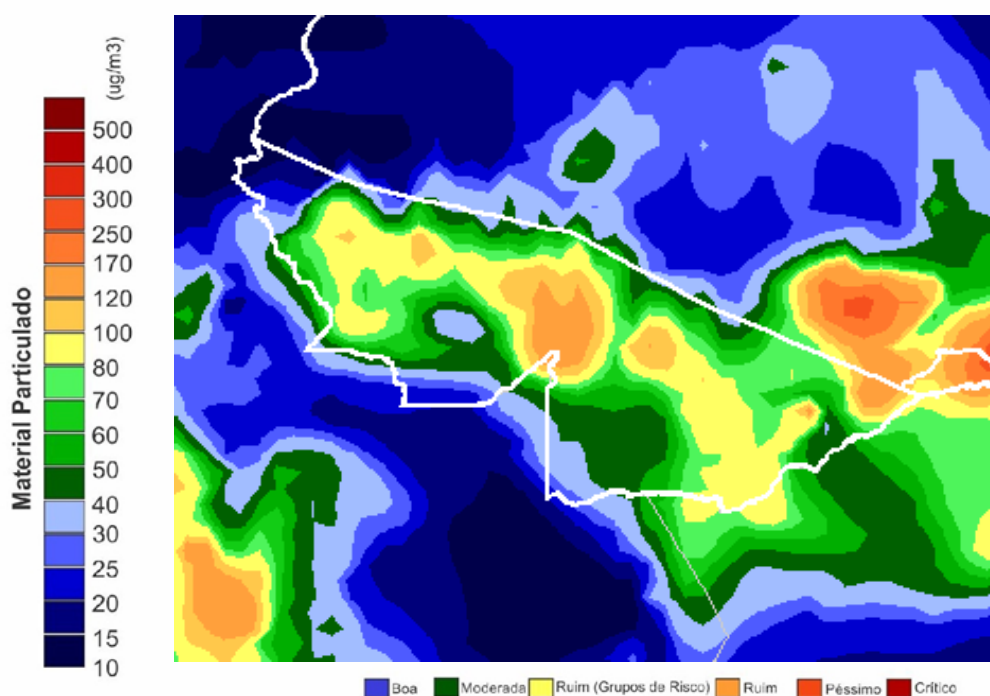 (ug/m3)
Material Particulado
500
400
300
250
170
120
100
80
70
60
50
40
30
25
20
15
10
Boa
Moderada
Ruim (Grupos de Risco)
Ruim
Péssimo
Crítico